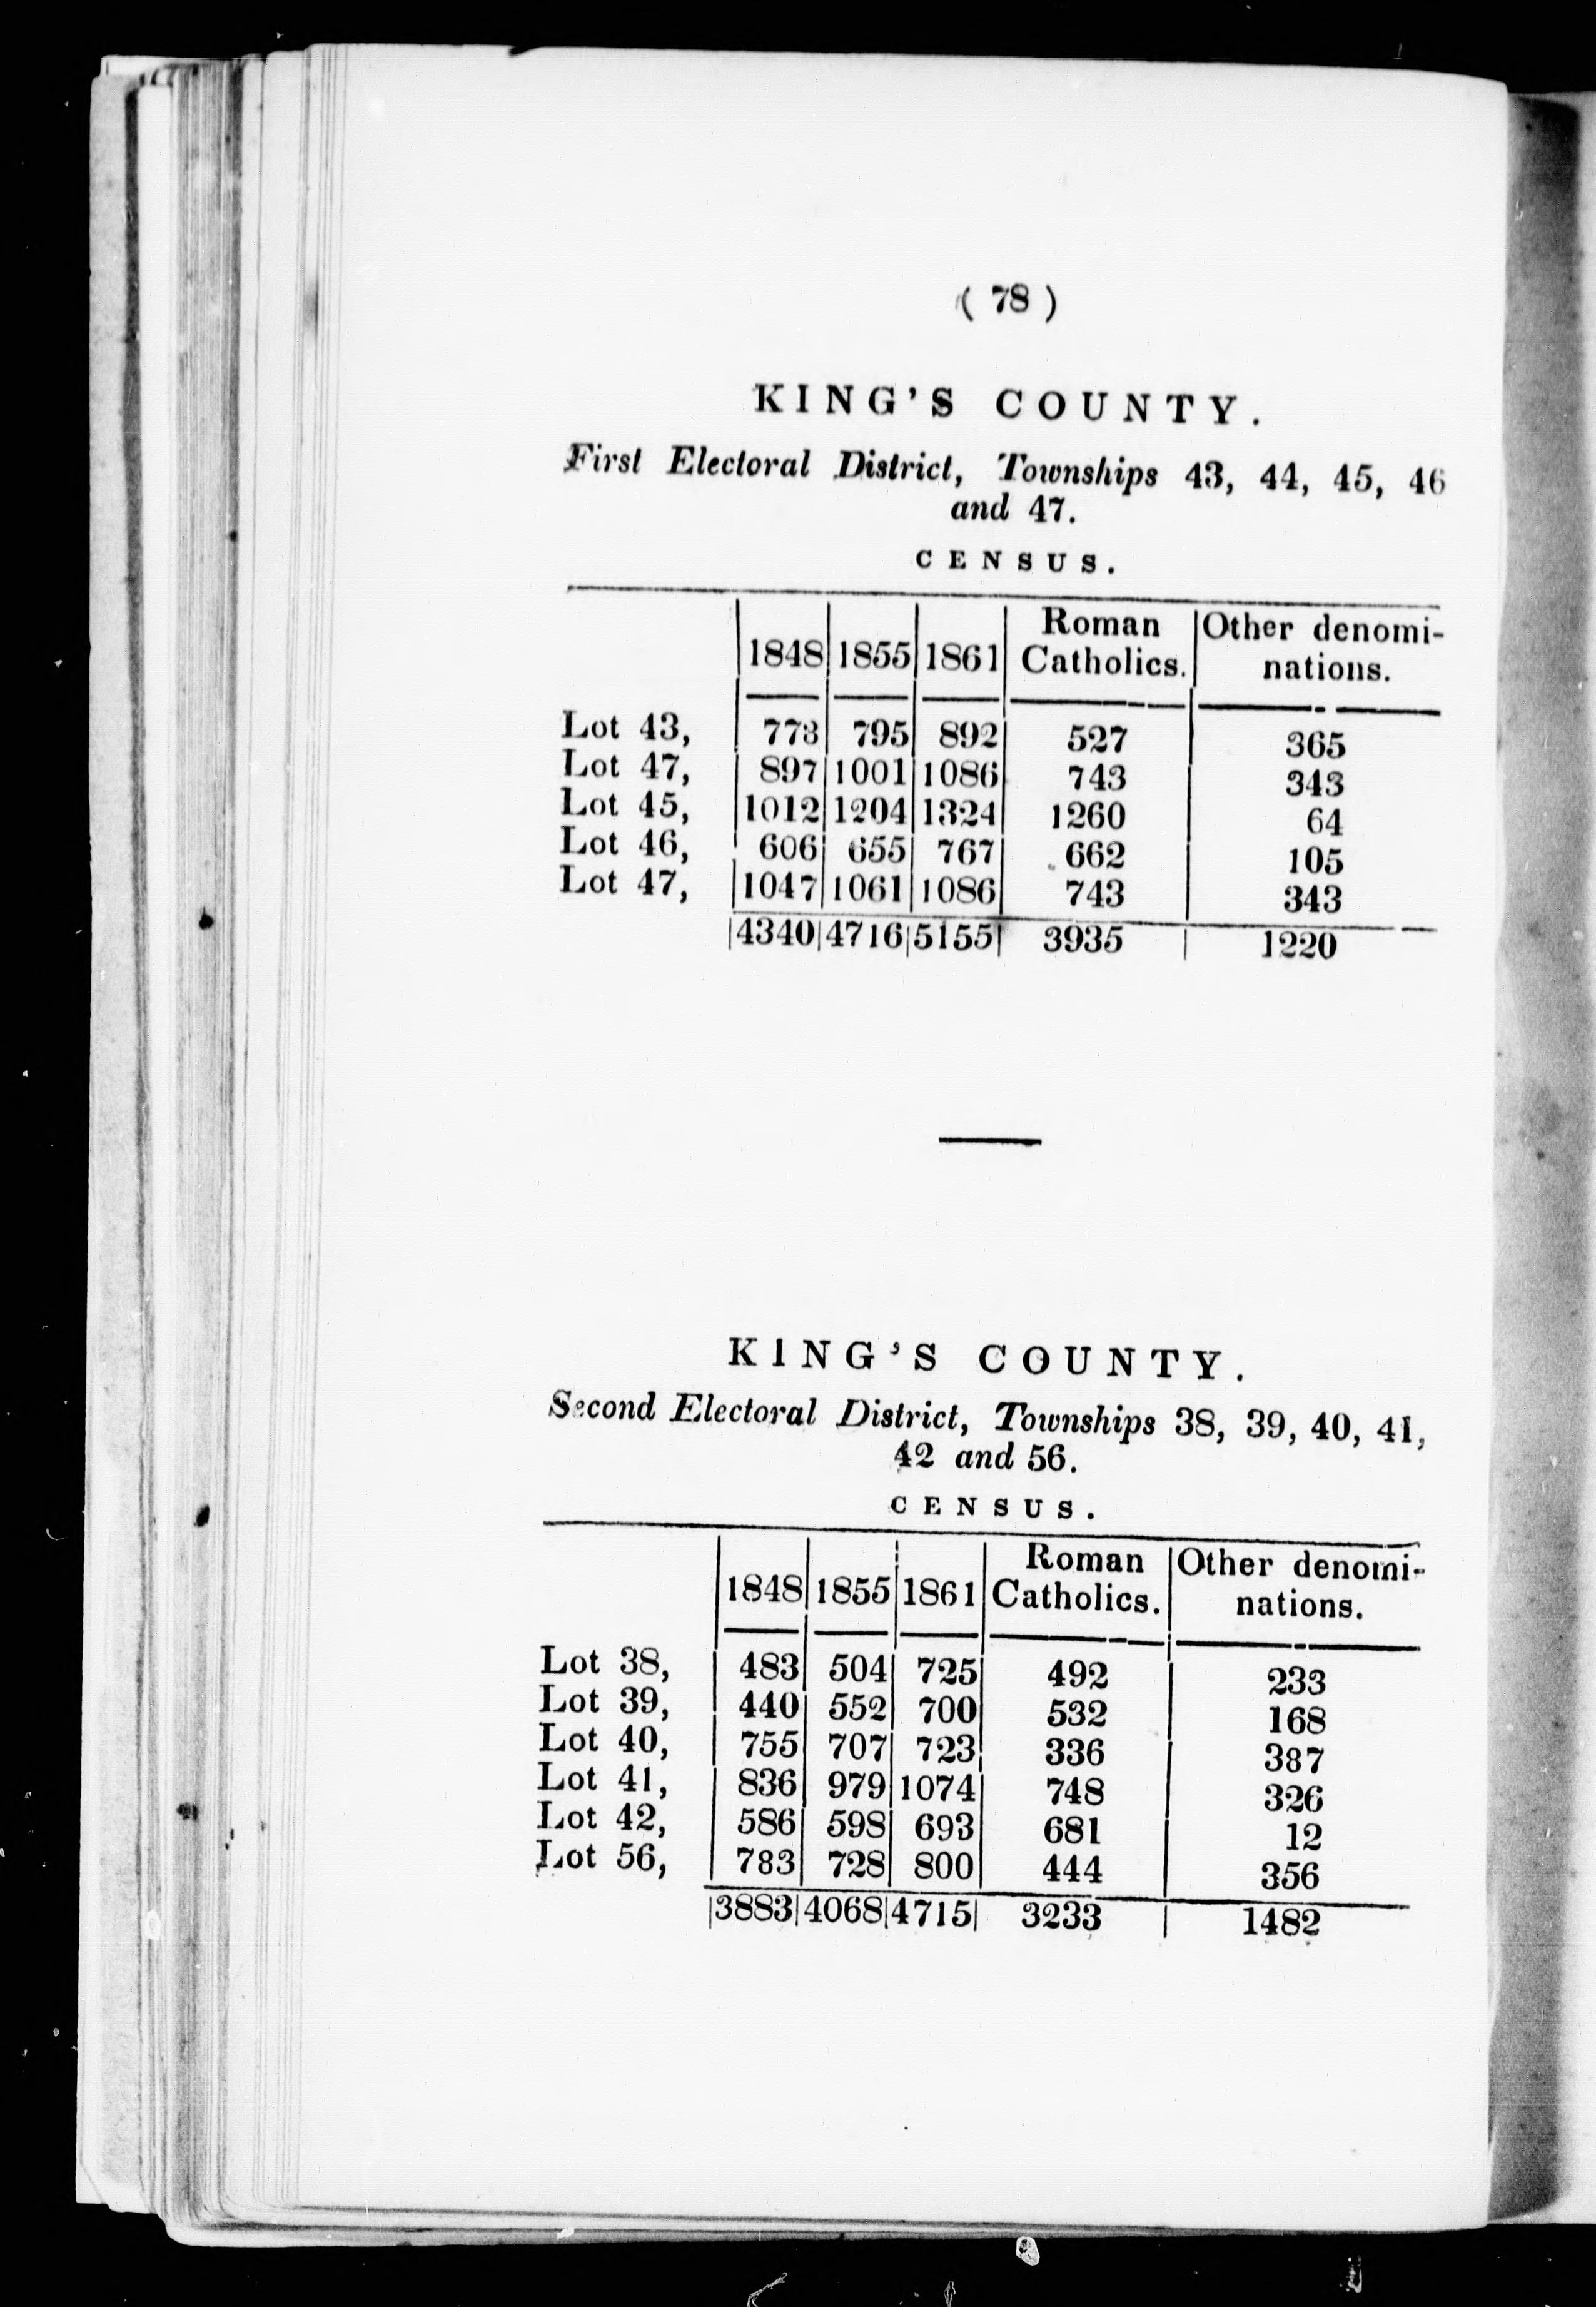 ( 78 )
KING'S COUNTY.
First Electoral District, Townships 43, 44, 45, 46
and 47.
CENSUS.
1848 1855 1861 Roman Catholics. Other denomi-
nations.
Lot 43, 778 795 892 527 365
Lot 47, 897 1001 1086 743 343
Lot 45, 1012 1204 1324 1260 64
Lot 46, 606 655 767 662 105
Lot 47, 1047 1061 1086 743 343
4340 4716 5155 3935 1220
KING'S COUNTY.
Second Electoral District, Townships 38, 39, 40, 41,
42 and 56.
CENSUS.
1848 1855 1861 Roman Catholics. Other denomi-
nations.
Lot 38, 483 504 725 492 233
Lot 39, 440 552 700 532 168
Lot 40, 755 707 723 336 387
Lot 41, 836 979 1074 748 326
Lot 42, 586 598 693 681 12
Lot 56, 783 728 800 444 356
3883 4068 4715 3233 1482